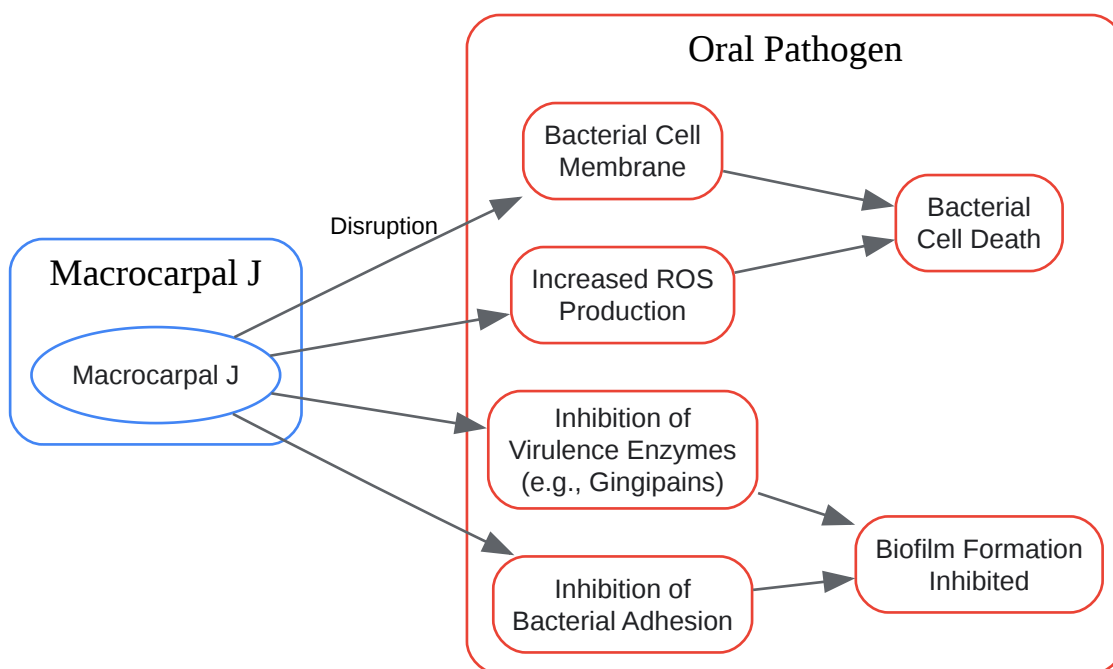 Oral Pathogen
Bacterial Cell
Membrane
Disruption
Bacterial
Cell Death
Macrocarpal J
Increased ROS
Production
Macrocarpal J
Inhibition of
Virulence Enzymes
(e.g., Gingipains)
Biofilm Formation
Inhibited
Inhibition of
Bacterial Adhesion